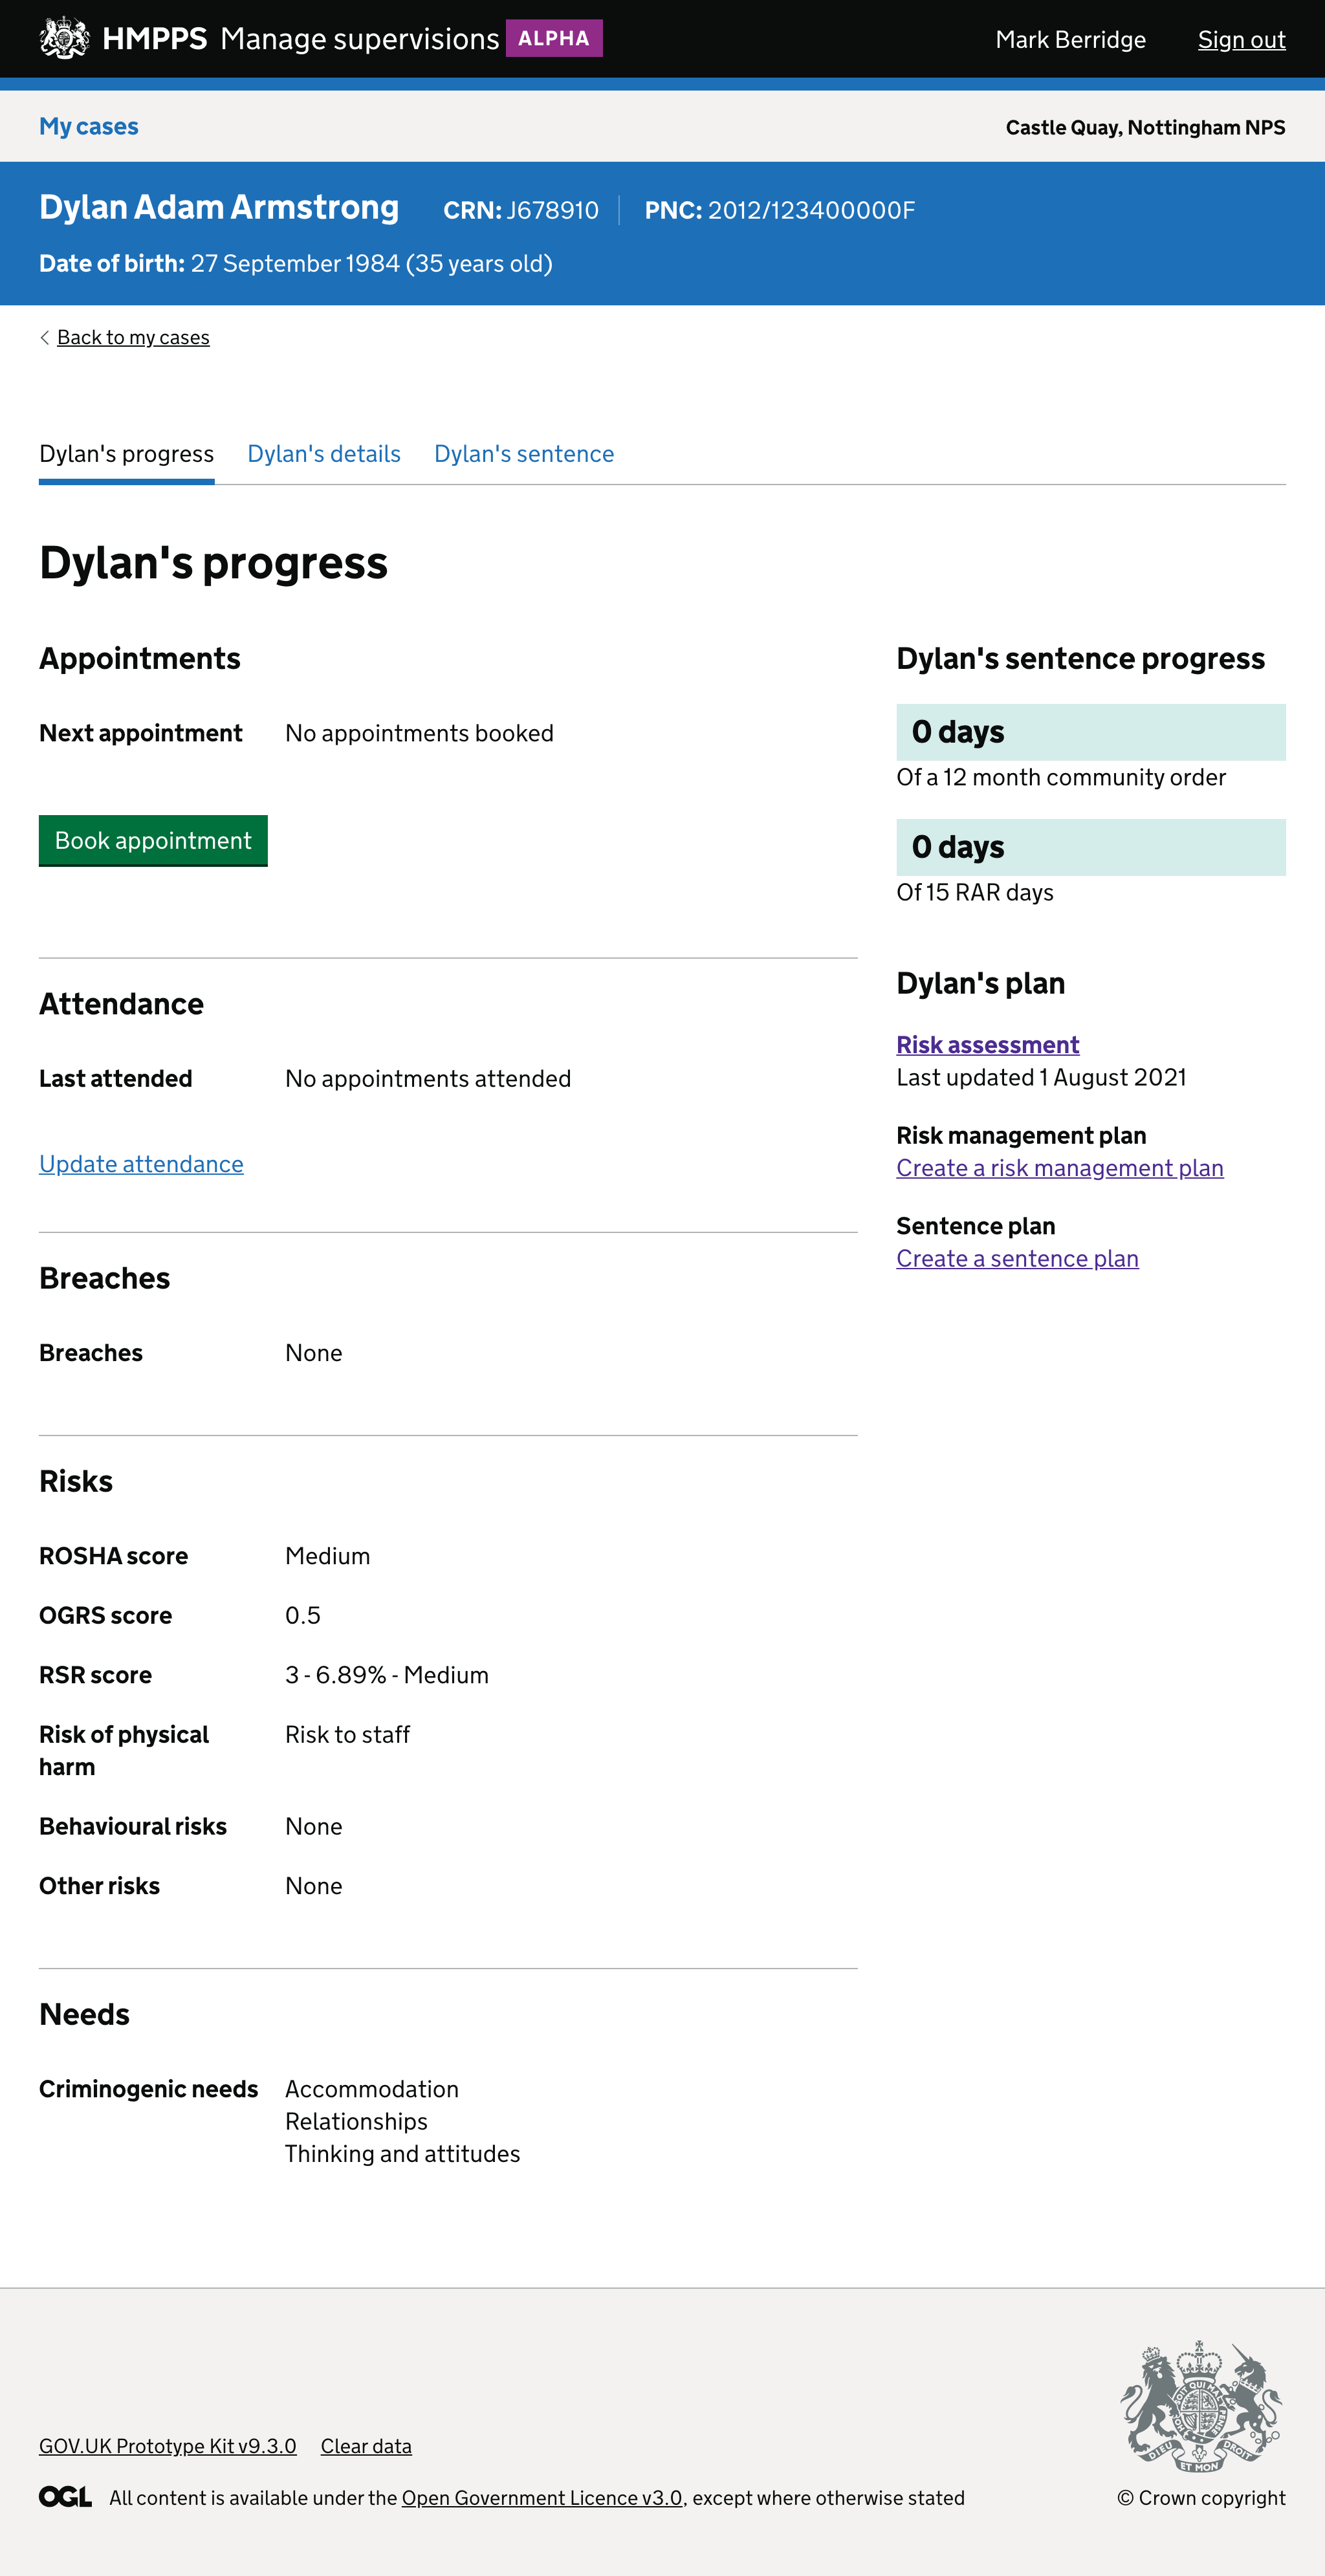 HMPPS Manage supervisions ALPHA
Mark Berridge Sign out
My cases
Castle Quay, Nottingham NPS
Dylan Adam Armstrong CRN: J678910 PNC: 2012/123400000F
Date of birth: 27 September 1984 (35 years old)
Back to my cases
Dylan's progress Dylan's details Dylan's sentence
Dylan's progress
Appointments
Next appointment No appointments booked
Book appointment
Attendance
Last attended No appointments attended
Update attendance
Breaches
Breaches None
Risks
ROSHA score Medium
OGRS score 0.5
RSR score 3 - 6.89% - Medium
Risk of physical Risk to staff
harm
Behavioural risks None
Other risks None
Needs
Criminogenic needs Accommodation
Relationships
Thinking and attitudes
Dylan's sentence progress
0 days
Of a 12 month community order
0 days
Of 15 RAR days
Dylan's plan
Risk assessment
Last updated 1 August 2021
Risk management plan
Create a risk management plan
Sentence plan
Create a sentence plan
GOV.UK Prototype Kit v9.3.0 Clear data
OGL All content is available under the Open Government Licence v3.0, except where otherwise stated
DIEU ET MON DROIT
© Crown copyright